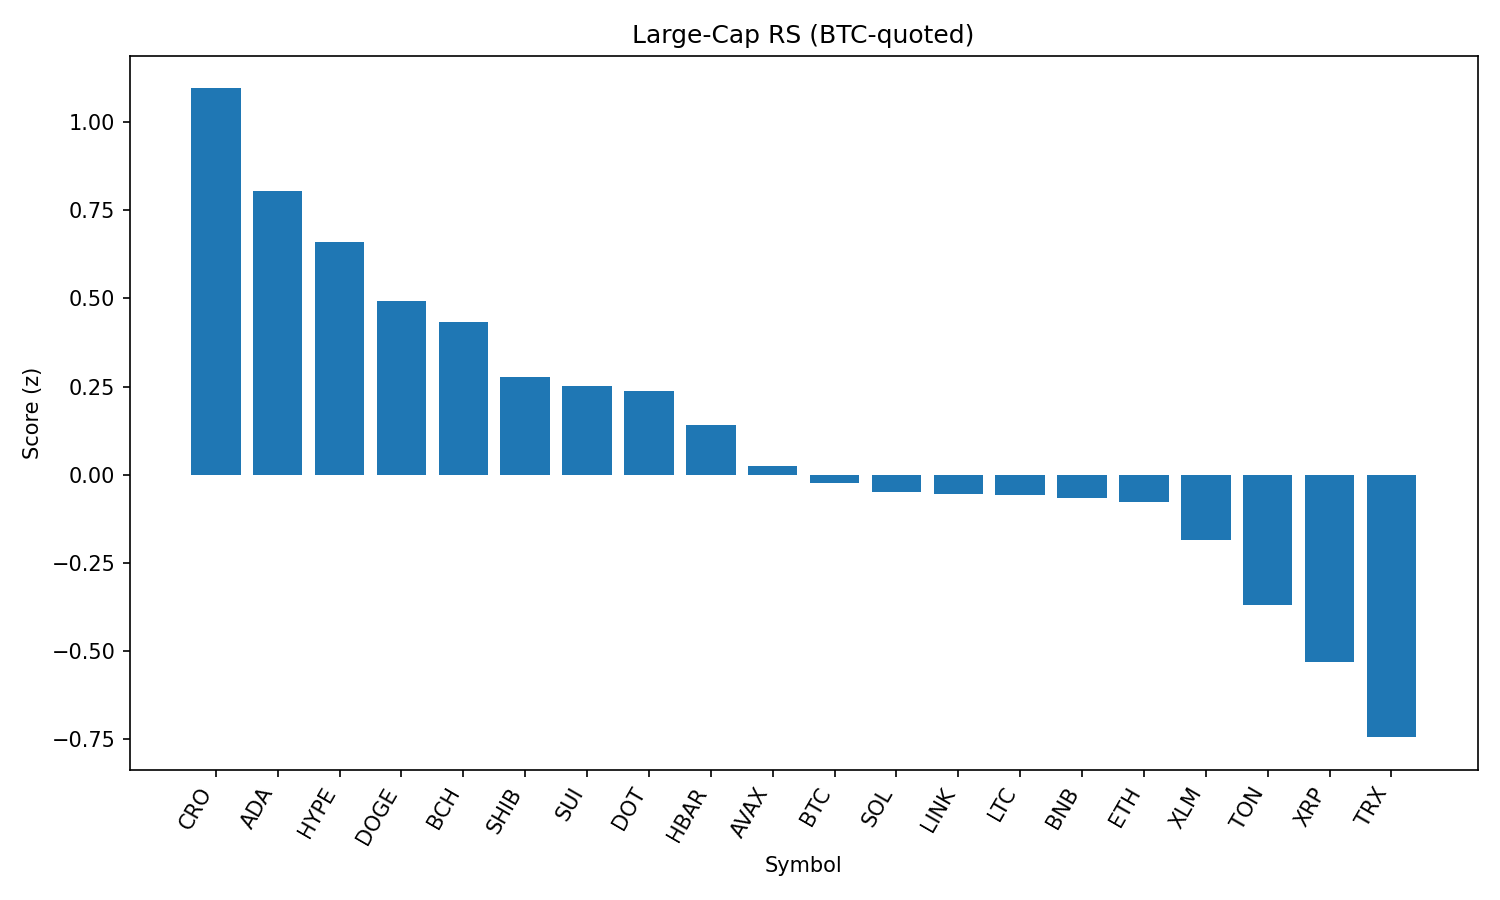 Large-Cap RS (BTC-quoted)
Score (z)
1.00
0.75
0.50
0.25
0.00
−0.25
−0.50
−0.75
CRO
ADA
HYPE
DOGE
BCH
SHIB
SUI
DOT
HBAR
AVAX
BTC
SOL
LINK
LTC
BNB
ETH
XLM
TON
XRP
TRX
Symbol